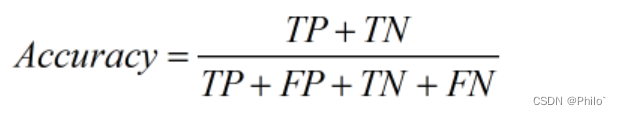 Accuracy = TP + TN / TP + FP + TN + FN
CSDN @Philo`